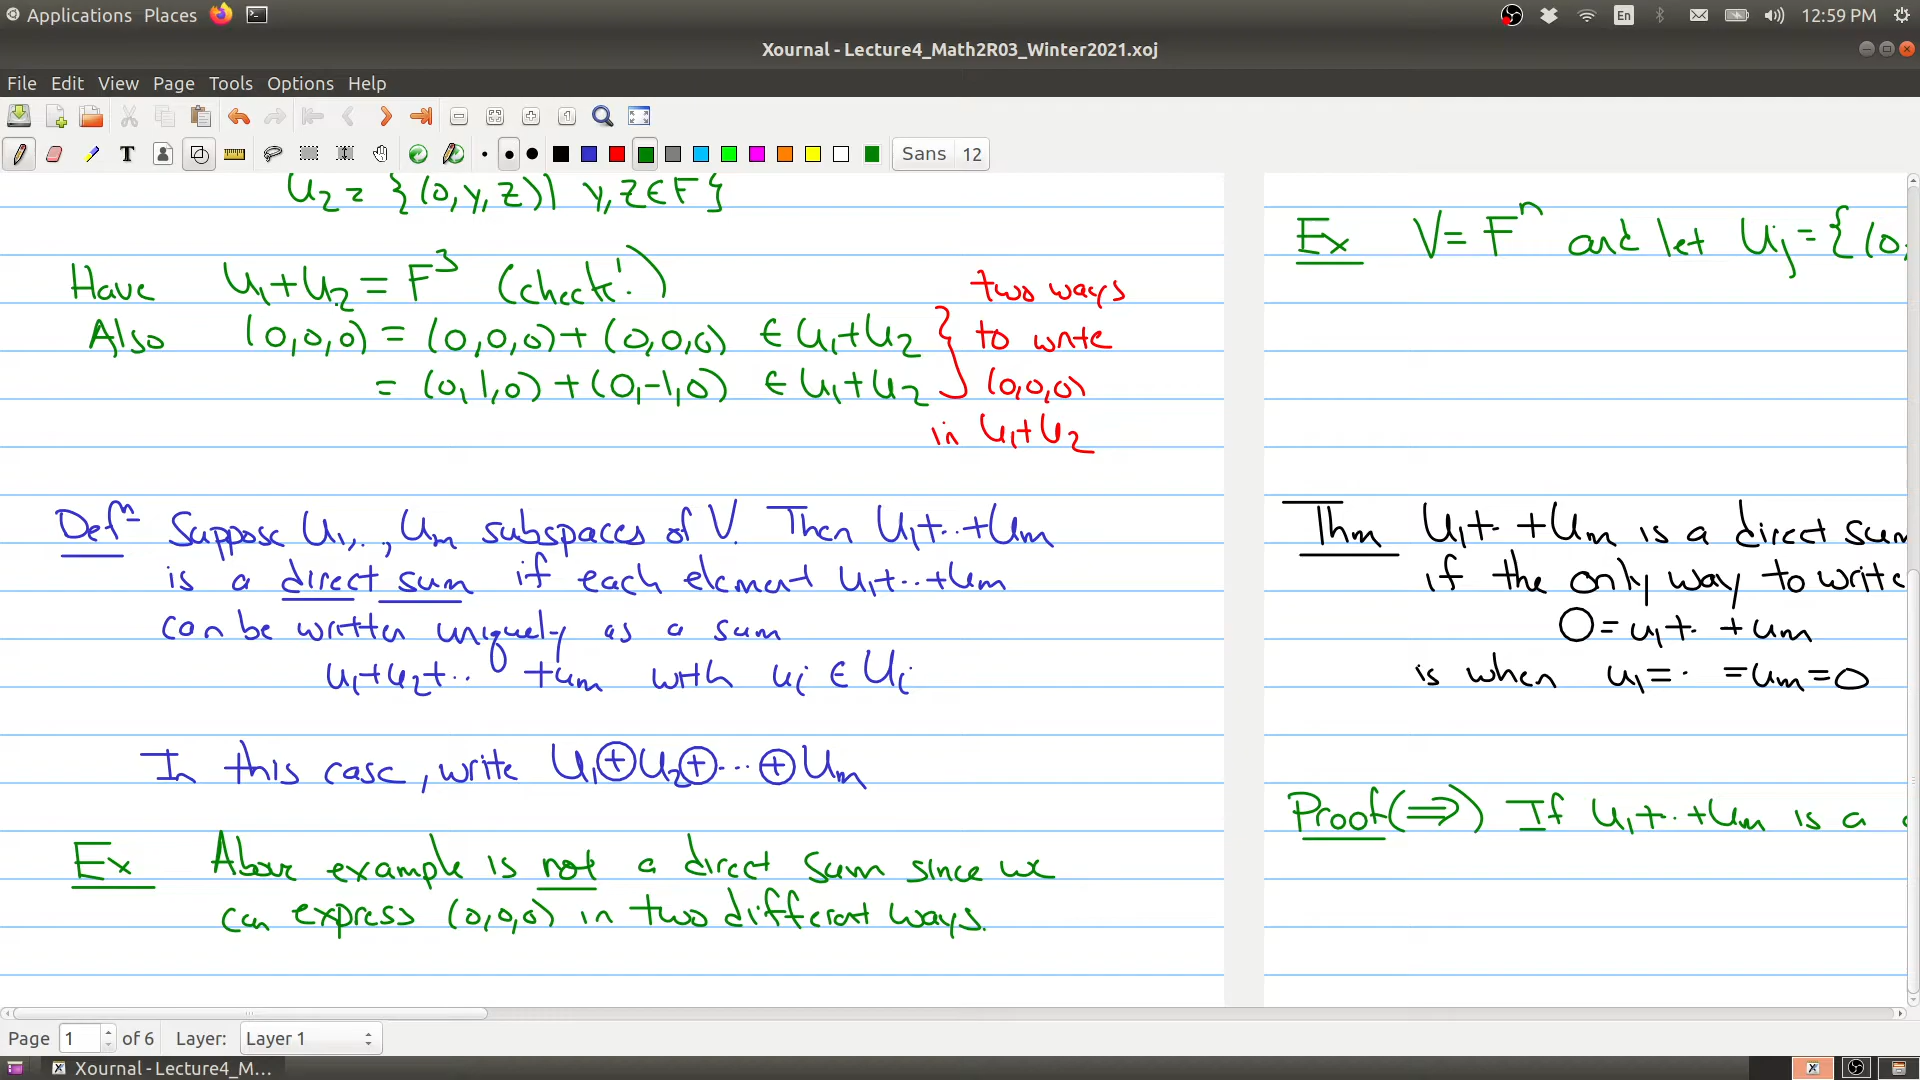 Applications Places En 12:59 PM
Xournal - Lecture4_Math2R03_Winter2021.xoj
File Edit View Page Tools Options Help
Sans 12
U2 = {(0,y,z) | y,z∈F}
Have U1+U2 = F^3 (check!)
Also (0,0,0) = (0,0,0)+(0,0,0) ∈ U1+U2
= (0,1,0)+(0,-1,0) ∈ U1+U2
two ways
to write
(0,0,0)
in U1+U2
Def^n Suppose U1,..,Um subspaces of V. Then U1+..+Um
is a direct sum if each element U1+..+Um
can be written uniquely as a sum
u1+u2+.. +um with ui ∈ Ui
In this case, write U1⊕U2⊕...⊕Um
Ex Above example is not a direct sum since we
can express (0,0,0) in two different ways.
Ex V= F^n and let Uj={(0,
Thm U1+. +Um is a direct sum
if the only way to write
0=u1+. +um
is when u1=. =um=0
Proof(⇒) If U1+..+Um is a
Page 1 of 6 Layer: Layer 1
Xournal - Lecture4_M...